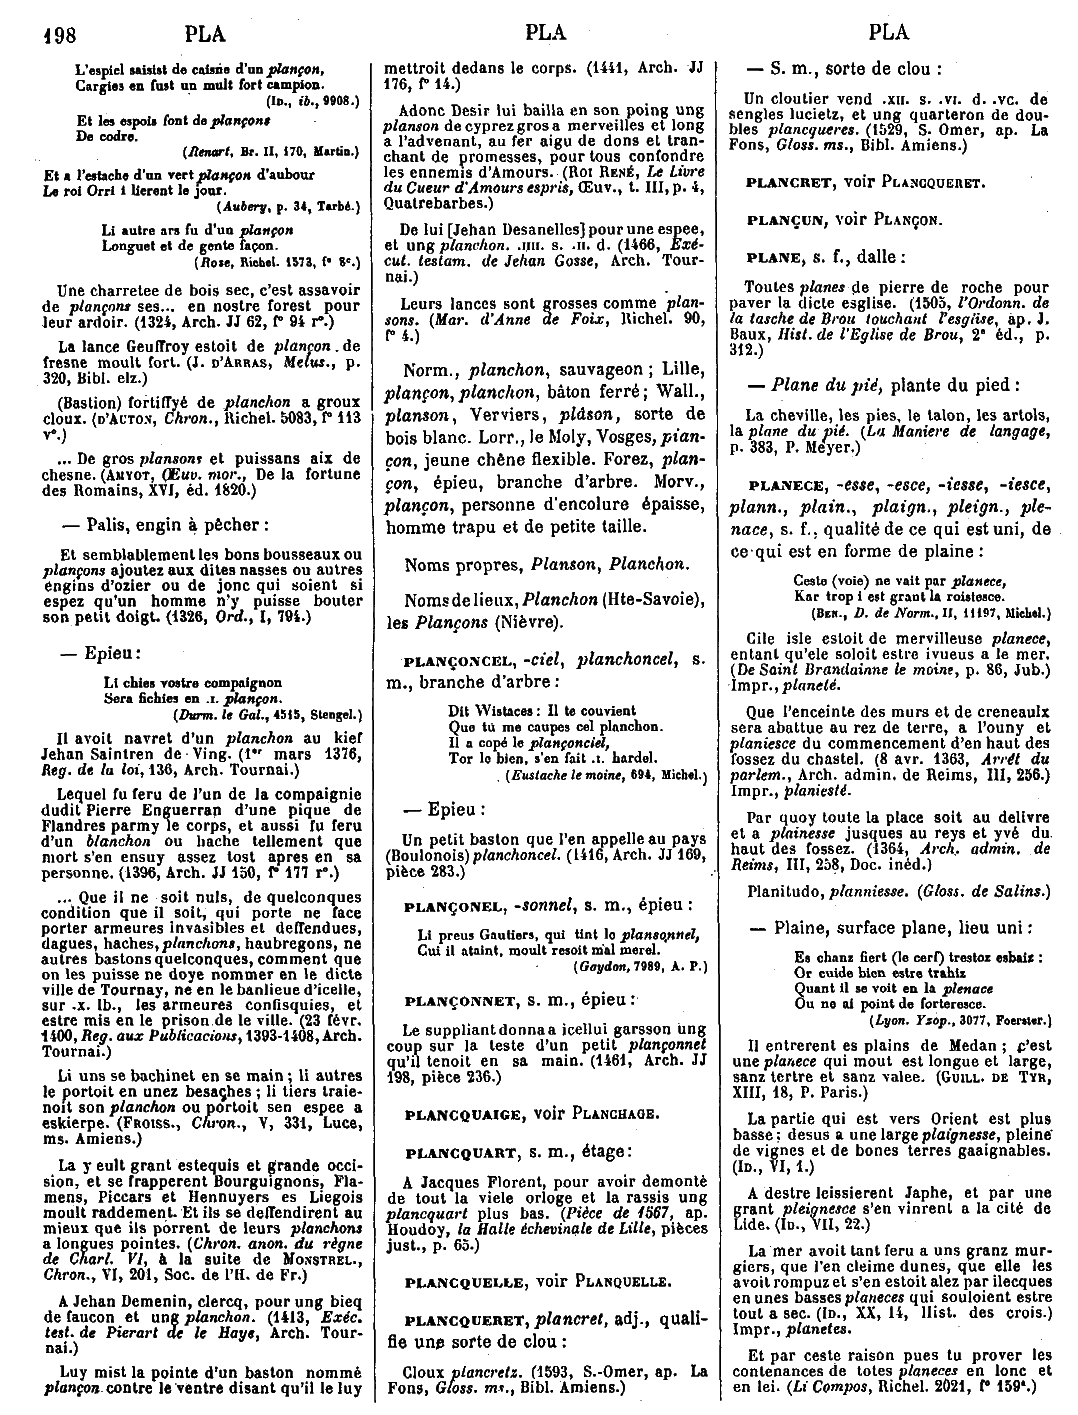 198 PLA PLA PLA
L'espiel saisist de caisne d'un plançon,
Cargies en fust un mult fort campion.
(ID., ib., 9908.)
Et les espois font de plançons
De codre.
(Renart, Br. II, 170, Martin.)
Et a l'estache d'un vert plançon d'aubour
Le roi Orri i lierent le jour.
(Aubery, p. 34, Tarbé.)
Li autre ars fu d'un plançon
Longuet et de gente façon.
(Rose, Richel. 1573, f° 8ᶜ.)
Une charretee de bois sec, c'est assavoir
de plançons ses... en nostre forest pour
leur ardoir. (1324, Arch. JJ 62, f° 94 r°.)
La lance Geuffroy estoit de plançon de
fresne moult fort. (J. D'ARRAS, Melus., p.
320, Bibl. elz.)
(Bastion) fortiffyé de planchon a groux
cloux. (D'AUTON, Chron., Richel. 5083, f° 113
v°.)
... De gros plansons et puissans aix de
chesne. (AMYOT, Œuv. mor., De la fortune
des Romains, XVI, éd. 1820.)
— Palis, engin à pêcher :
Et semblablement les bons bousseaux ou
plançons ajoutez aux dites nasses ou autres
engins d'ozier ou de jonc qui soient si
espez qu'un homme n'y puisse bouter
son petit doigt. (1326, Ord., I, 794.)
— Epieu :
Li chies vostre compaignon
Sera fichies en .I. plançon.
(Durm. le Gal., 4515, Stengel.)
Il avoit navret d'un planchon au kief
Jehan Saintren de Ving. (1ᵉʳ mars 1376,
Reg. de la loi, 136, Arch. Tournai.)
Lequel fu feru de l'un de la compaignie
dudit Pierre Enguerran d'une pique de
Flandres parmy le corps, et aussi fu feru
d'un blanchon ou hache tellement que
mort s'en ensuy assez tost apres en sa
personne. (1396, Arch. JJ 150, f° 177 r°.)
... Que il ne soit nuls, de quelconques
condition que il soit, qui porte ne face
porter armeures invasibles et deffendues,
dagues, haches, planchons, haubregons, ne
autres bastons quelconques, comment que
on les puisse ne doye nommer en le dicte
ville de Tournay, ne en le banlieue d'icelle,
sur .x. lb., les armeures confisquies, et
estre mis en le prison de le ville. (23 févr.
1400, Reg. aux Publicacions, 1393-1408, Arch.
Tournai.)
Li uns se bachinet en se main ; li autres
le portoit en unez besaches ; li tiers traie-
noit son planchon ou portoit sen espee a
eskierpe. (FROISS., Chron., V, 331, Luce,
ms. Amiens.)
La y eult grant estequis et grande occi-
sion, et se frapperent Bourguignons, Fla-
mens, Piccars et Hennuyers es Liegois
moult raddement. Et ils se deffendirent au
mieux que ils porrent de leurs planchons
a longues pointes. (Chron. anon. du règne
de Charl. VI, à la suite de MONSTREL.,
Chron., VI, 201, Soc. de l'H. de Fr.)
A Jehan Demenin, clercq, pour ung bieq
de faucon et ung planchon. (1413, Exéc.
test. de Pierart de le Haye, Arch. Tour-
nai.)
Luy mist la pointe d'un baston nommé
plançon contre le ventre disant qu'il le luy
mettroit dedans le corps. (1441, Arch. JJ
176, f° 14.)
Adonc Desir lui bailla en son poing ung
planson de cyprez gros a merveilles et long
a l'advenant, au fer aigu de dons et tran-
chant de promesses, pour tous confondre
les ennemis d'Amours. (ROI RENÉ, Le Livre
du Cueur d'Amours espris, Œuv., t. III, p. 4,
Quatrebarbes.)
De lui [Jehan Desanelles] pour une espee,
et ung planchon. .IIII. s. .II. d. (1466, Exé-
cut. testam. de Jehan Gosse, Arch. Tour-
nai.)
Leurs lances sont grosses comme plan-
sons. (Mar. d'Anne de Foix, Richel. 90,
f° 4.)
Norm., planchon, sauvageon ; Lille,
plançon, planchon, bâton ferré ; Wall.,
planson, Verviers, plâson, sorte de
bois blanc. Lorr., le Moly, Vosges, pian-
çon, jeune chêne flexible. Forez, plan-
çon, épieu, branche d'arbre. Morv.,
plançon, personne d'encolure épaisse,
homme trapu et de petite taille.
Noms propres, Planson, Planchon.
Noms de lieux, Planchon (Hte-Savoie),
les Plançons (Nièvre).
PLANÇONCEL, -ciel, planchoncel, s.
m., branche d'arbre :
Dit Wistaces : Il te couvient
Que tu me caupes cel planchon.
Il a copé le plançonciel,
Tor lo bien, s'en fait .I. hardel.
(Eustache le moine, 694, Michel.)
— Epieu :
Un petit baston que l'en appelle au pays
(Boulonois) planchoncel. (1416, Arch. JJ 169,
pièce 283.)
PLANÇONEL, -sonnel, s. m., épieu :
Li preus Gautiers, qui tint lo plansonnel,
Cui il ataint, moult resoit mal merel.
(Gaydon, 7989, A. P.)
PLANÇONNET, s. m., épieu :
Le suppliant donna a icellui garsson ung
coup sur la teste d'un petit plançonnet
qu'il tenoit en sa main. (1461, Arch. JJ
198, pièce 236.)
PLANCQUAIGE, voir PLANCHAGE.
PLANCQUART, s. m., étage :
A Jacques Florent, pour avoir demonté
de tout la viele orloge et la rassis ung
plancquart plus bas. (Pièce de 1567, ap.
Houdoy, la Halle échevinale de Lille, pièces
just., p. 65.)
PLANCQUELLE, voir PLANQUELLE.
PLANCQUERET, plancret, adj., quali-
fie une sorte de clou :
Cloux plancretz. (1593, S.-Omer, ap. La
Fons, Gloss. ms., Bibl. Amiens.)
— S. m., sorte de clou :
Un cloutier vend .XII. s. .VI. d. .VC. de
sengles lucietz, et ung quarteron de dou-
bles plancqueres. (1529, S. Omer, ap. La
Fons, Gloss. ms., Bibl. Amiens.)
PLANCRET, voir PLANCQUERET.
PLANÇUN, voir PLANÇON.
PLANE, s. f., dalle :
Toutes planes de pierre de roche pour
paver la dicte esglise. (1505, l'Ordonn. de
la tasche de Brou touchant l'esglise, ap. J.
Baux, Hist. de l'Eglise de Brou, 2ᵉ éd., p.
312.)
— Plane du pié, plante du pied :
La cheville, les pies, le talon, les artols,
la plane du pié. (La Maniere de langage,
p. 383, P. Meyer.)
PLANECE, -esse, -esce, -iesse, -iesce,
plann., plain., plaign., pleign., ple-
nace, s. f., qualité de ce qui est uni, de
ce qui est en forme de plaine :
Ceste (voie) ne vait par planece,
Kar trop i est grant la roistesce.
(BEN., D. de Norm., II, 11197, Michel.)
Cile isle estoit de mervilleuse planece,
entant qu'ele soloit estre ivueus a le mer.
(De Saint Brandainne le moine, p. 86, Jub.)
Impr., planeté.
Que l'enceinte des murs et de creneaulx
sera abattue au rez de terre, a l'ouny et
planiesce du commencement d'en haut des
fossez du chastel. (8 avr. 1363, Arrêt du
parlem., Arch. admin. de Reims, III, 256.)
Impr., planiesté.
Par quoy toute la place soit au delivre
et a plainesse jusques au reys et yvé du
haut des fossez. (1364, Arch. admin. de
Reims, III, 258, Doc. inéd.)
Planitudo, planniesse. (Gloss. de Salins.)
— Plaine, surface plane, lieu uni :
Es chanz fiert (le cerf) trestoz esbaiz :
Or cuide bien estre trahiz
Quant il se voit en la plenace
Ou ne ai point de forteresce.
(Lyon. Ysop., 3077, Foerster.)
Il entrerent es plains de Medan ; c'est
une planece qui mout est longue et large,
sanz tertre et sanz valee. (GUILL. DE TYR,
XIII, 18, P. Paris.)
La partie qui est vers Orient est plus
basse ; desus a une large plaignesse, pleine
de vignes et de bones terres gaaignables.
(ID., VI, 1.)
A destre leissierent Japhe, et par une
grant pleignesce s'en vinrent a la cité de
Lide. (ID., VII, 22.)
La mer avoit tant feru a uns granz mur-
giers, que l'en cleime dunes, que elle les
avoit rompuz et s'en estoit alez par ilecques
en unes basses planeces qui souloient estre
tout a sec. (ID., XX, 14, Hist. des crois.)
Impr., planetes.
Et par ceste raison pues tu prover les
contenances de totes planeces en lonc et
en lei. (Li Compos, Richel. 2021, f° 159ᵃ.)